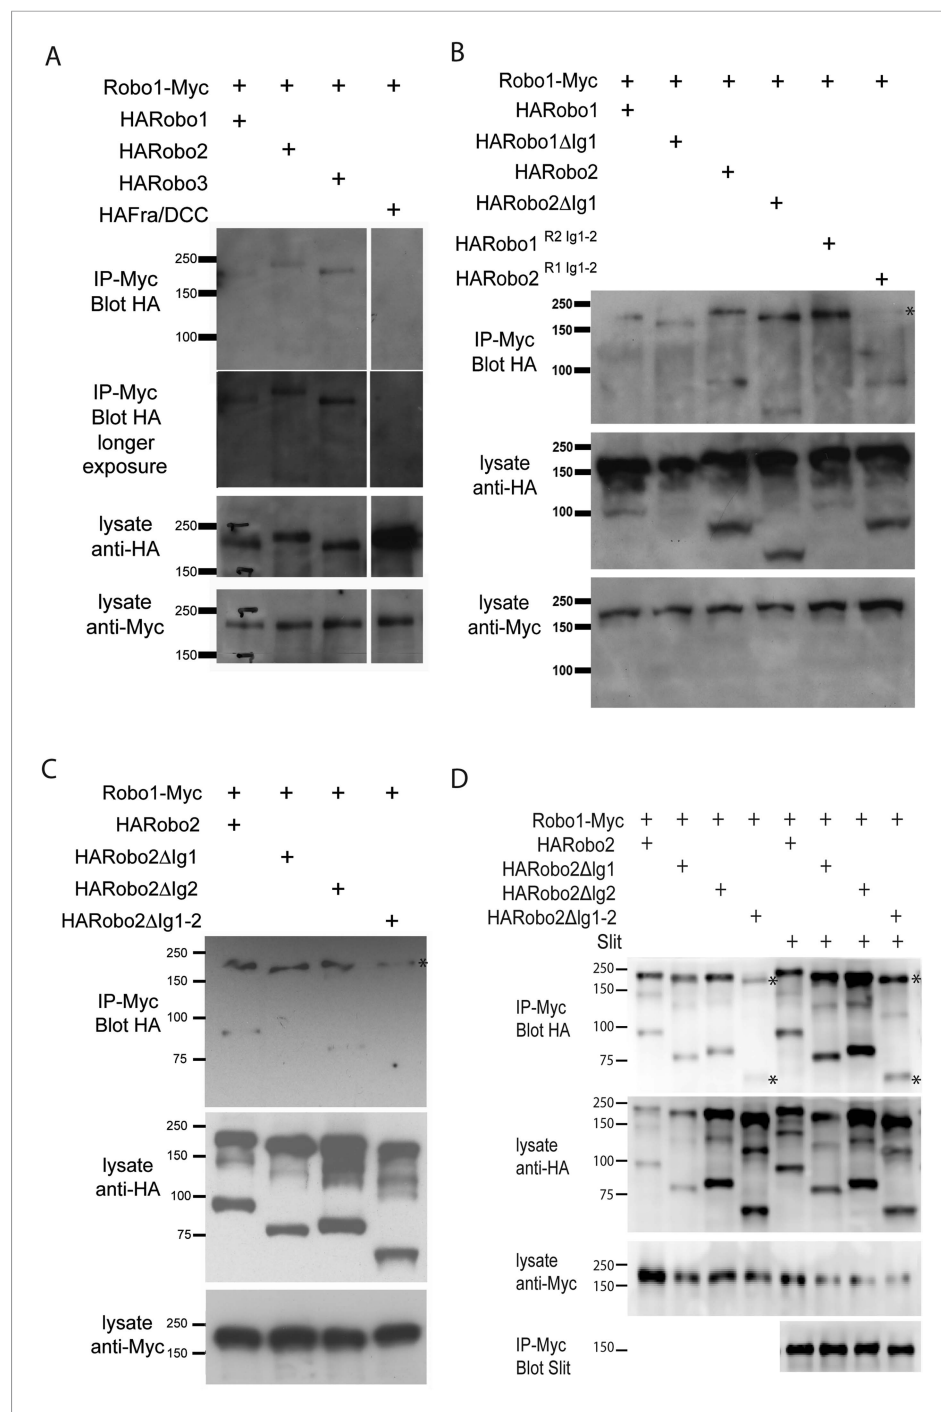 A
Robo1-Myc + + + +
HARobo1 +
HARobo2 +
HARobo3 +
HAFra/DCC +
IP-Myc
Blot HA
250
150
100
IP-Myc
Blot HA
longer
exposure
lysate
anti-HA
250
150
lysate
anti-Myc
250
150
B
Robo1-Myc + + + + + +
HARobo1 +
HARobo1ΔIg1 +
HARobo2 +
HARobo2ΔIg1 +
HARobo1 R2 Ig1-2 +
HARobo2 R1 Ig1-2 +
IP-Myc
Blot HA
250
150
100
*
lysate
anti-HA
250
150
100
lysate
anti-Myc
250
150
100
C
Robo1-Myc + + + +
HARobo2 +
HARobo2ΔIg1 +
HARobo2ΔIg2 +
HARobo2ΔIg1-2 +
IP-Myc
Blot HA
250
150
100
75
*
lysate
anti-HA
250
150
100
75
lysate
anti-Myc
250
150
D
Robo1-Myc + + + + + + + +
HARobo2 + +
HARobo2ΔIg1 + +
HARobo2ΔIg2 + +
HARobo2ΔIg1-2 + +
Slit + + + +
IP-Myc
Blot HA
250
150
100
75
* *
* *
lysate
anti-HA
250
150
100
75
lysate
anti-Myc
250
150
IP-Myc
Blot Slit
150